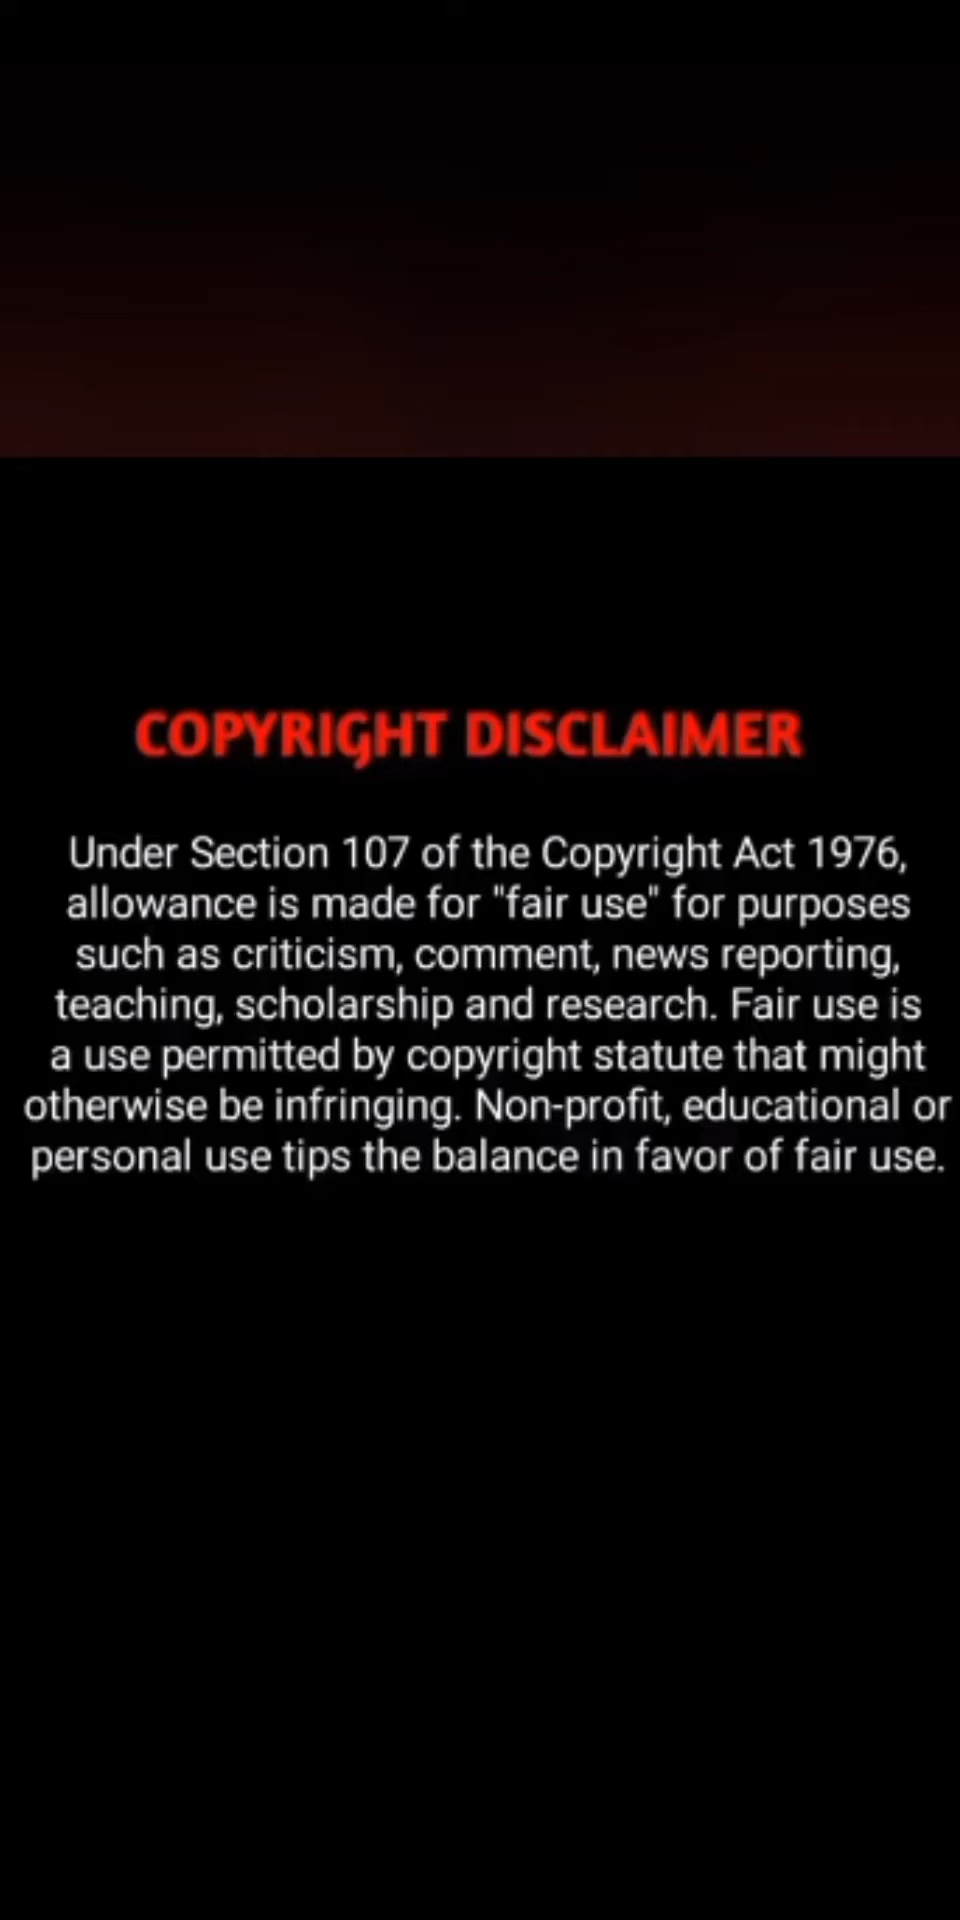 COPYRIGHT DISCLAIMER
Under Section 107 of the Copyright Act 1976,
allowance is made for "fair use" for purposes
such as criticism, comment, news reporting,
teaching, scholarship and research. Fair use is
a use permitted by copyright statute that might
otherwise be infringing. Non-profit, educational or
personal use tips the balance in favor of fair use.